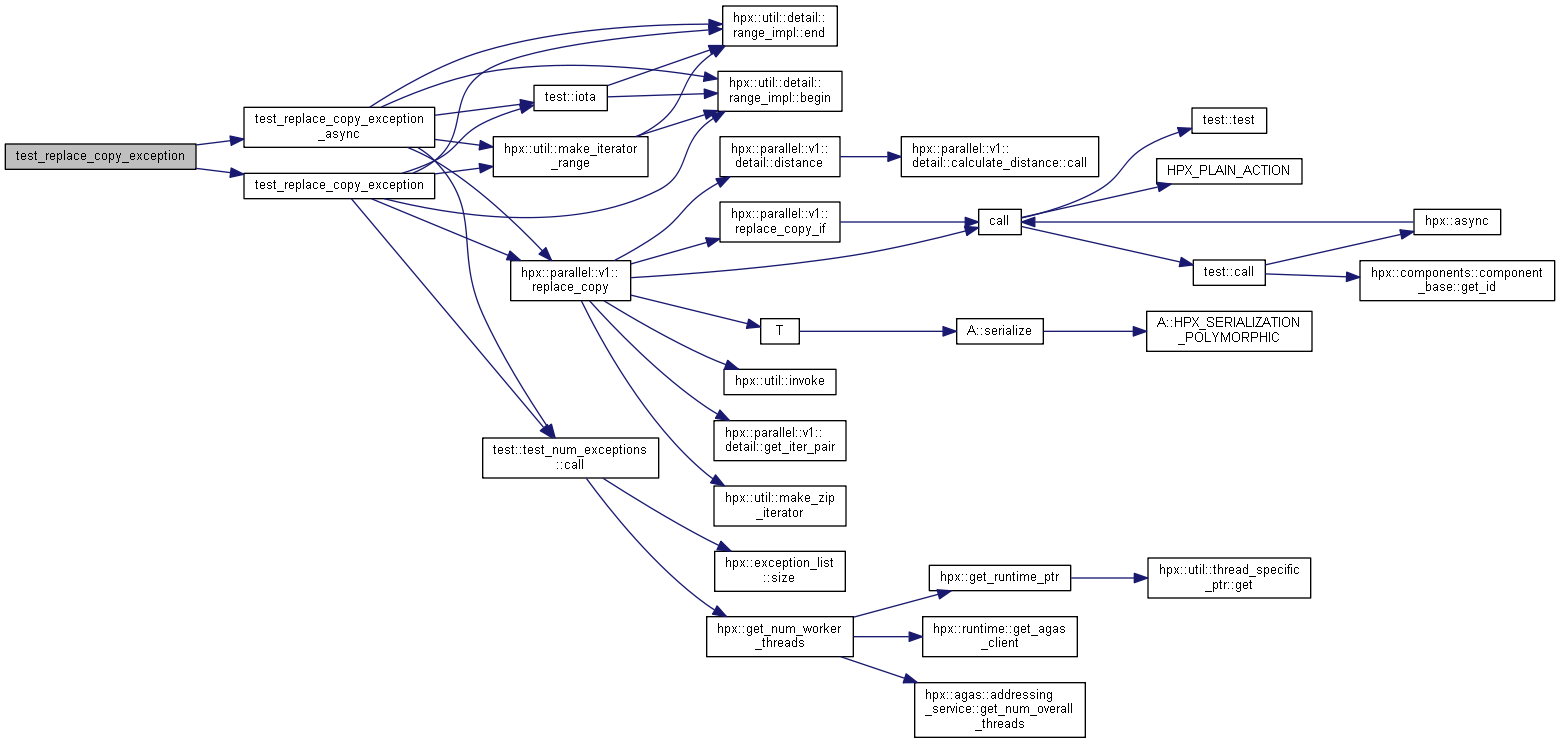 test_replace_copy_exception
test_replace_copy_exception
_async
test_replace_copy_exception
hpx::util::detail::
range_impl::end
hpx::util::detail::
range_impl::begin
test::iota
hpx::util::make_iterator
_range
hpx::parallel::v1::
detail::distance
hpx::parallel::v1::
detail::calculate_distance::call
hpx::parallel::v1::
replace_copy_if
hpx::parallel::v1::
replace_copy
call
test::test
HPX_PLAIN_ACTION
hpx::async
test::call
hpx::components::component
_base::get_id
T
A::serialize
A::HPX_SERIALIZATION
_POLYMORPHIC
hpx::util::invoke
hpx::parallel::v1::
detail::get_iter_pair
hpx::util::make_zip
_iterator
test::test_num_exceptions
::call
hpx::exception_list
::size
hpx::get_num_worker
_threads
hpx::get_runtime_ptr
hpx::util::thread_specific
_ptr::get
hpx::runtime::get_agas
_client
hpx::agas::addressing
_service::get_num_overall
_threads